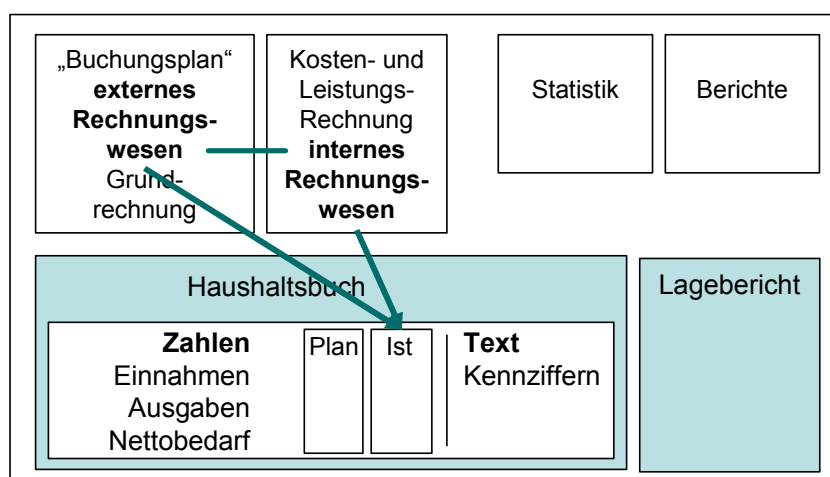 „Buchungsplan“
externes
Rechnungs-
wesen
Grund-
rechnung
Kosten- und
Leistungs-
Rechnung
internes
Rechnungs-
wesen
Statistik
Berichte
Haushaltsbuch
Zahlen
Einnahmen
Ausgaben
Nettobedarf
Plan
Ist
Text
Kennziffern
Lagebericht